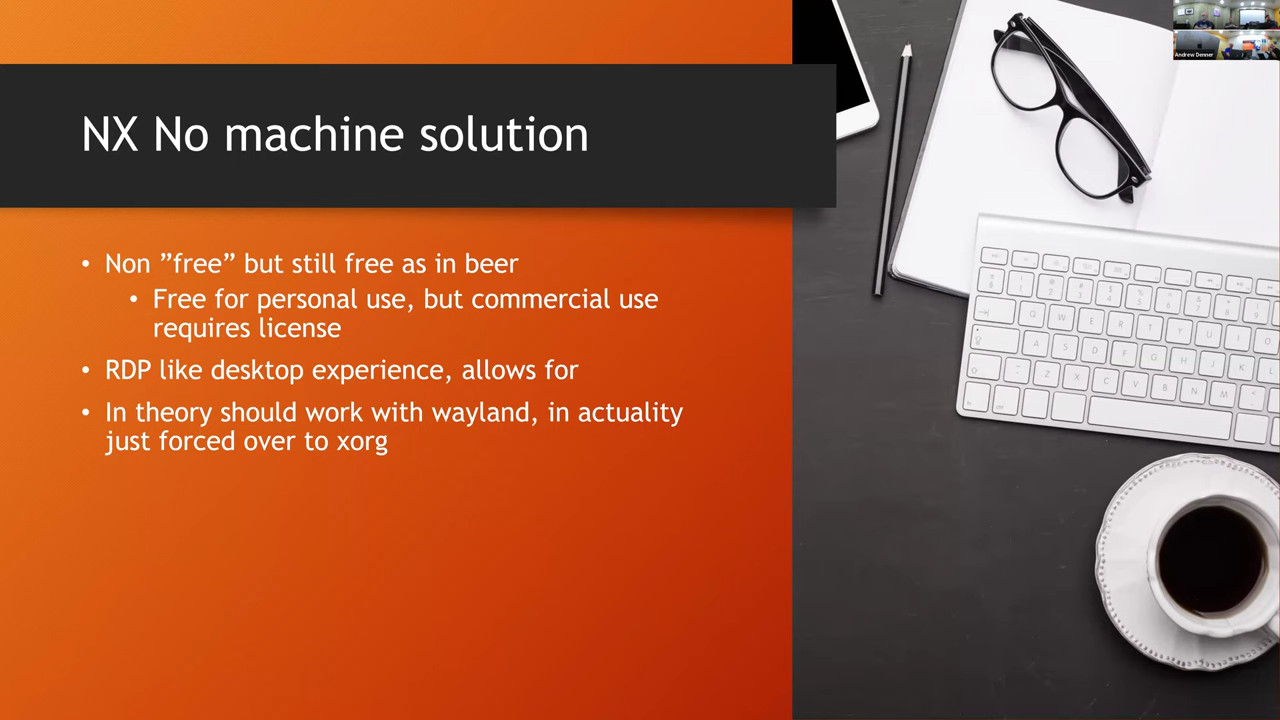 NX No machine solution
• Non ”free” but still free as in beer
• Free for personal use, but commercial use
requires license
• RDP like desktop experience, allows for
• In theory should work with wayland, in actuality
just forced over to xorg
Andrew Denner